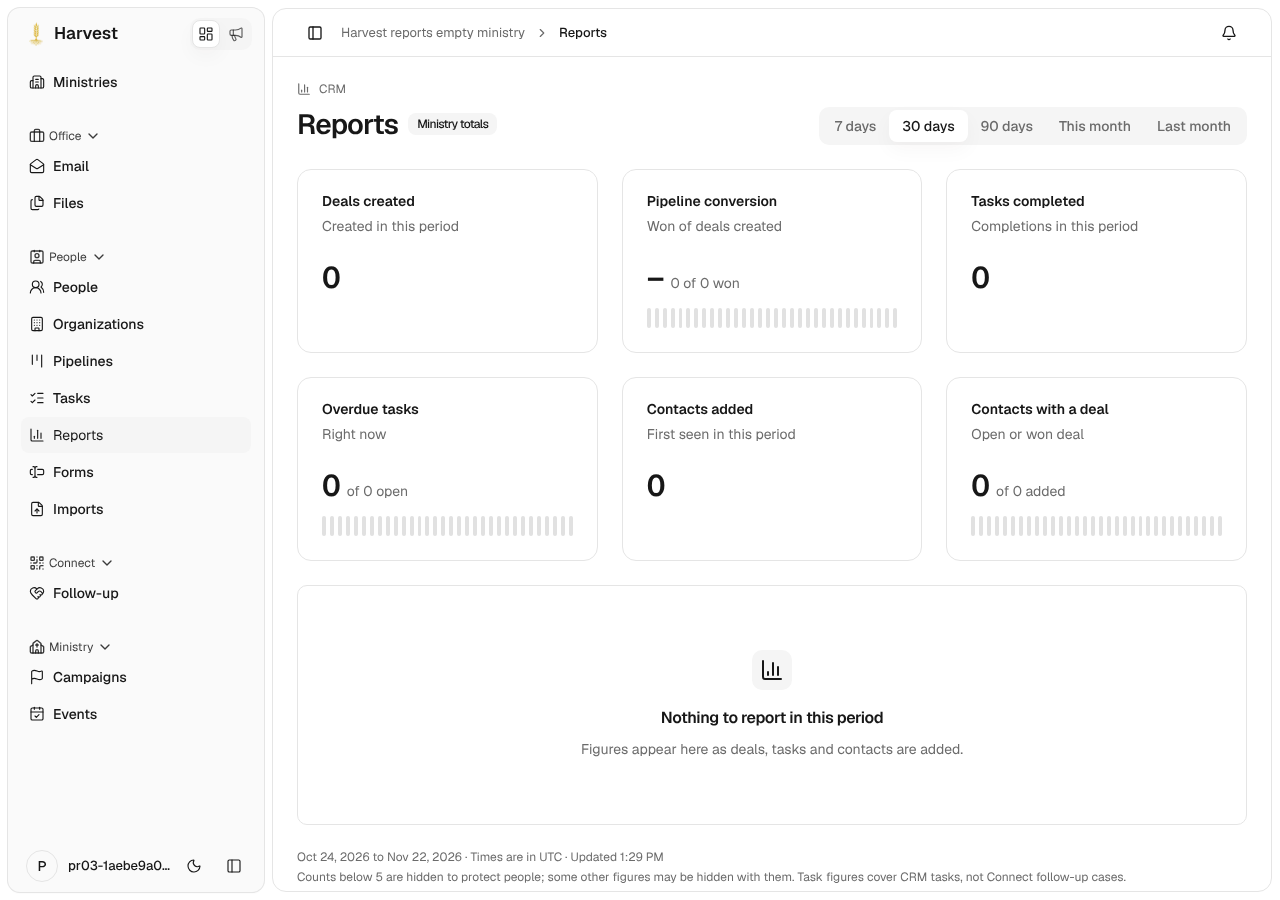 Harvest
Harvest reports empty ministry
Reports
Ministries
Office
Email
Files
People
People
Organizations
Pipelines
Tasks
Reports
Forms
Imports
Connect
Follow-up
Ministry
Campaigns
Events
P
pr03-1aebe9a0...
CRM
Reports
Ministry totals
7 days
30 days
90 days
This month
Last month
Deals created
Created in this period
0
Pipeline conversion
Won of deals created
– 0 of 0 won
Tasks completed
Completions in this period
0
Overdue tasks
Right now
0 of 0 open
Contacts added
First seen in this period
0
Contacts with a deal
Open or won deal
0 of 0 added
Nothing to report in this period
Figures appear here as deals, tasks and contacts are added.
Oct 24, 2026 to Nov 22, 2026 · Times are in UTC · Updated 1:29 PM
Counts below 5 are hidden to protect people; some other figures may be hidden with them. Task figures cover CRM tasks, not Connect follow-up cases.